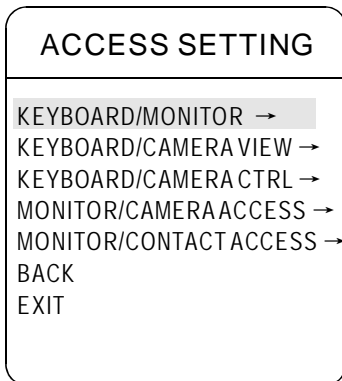 ACCESS SETTING
KEYBOARD/MONITOR →
KEYBOARD/CAMERA VIEW →
KEYBOARD/CAMERA CTRL →
MONITOR/CAMERA ACCESS →
MONITOR/CONTACT ACCESS →
BACK
EXIT